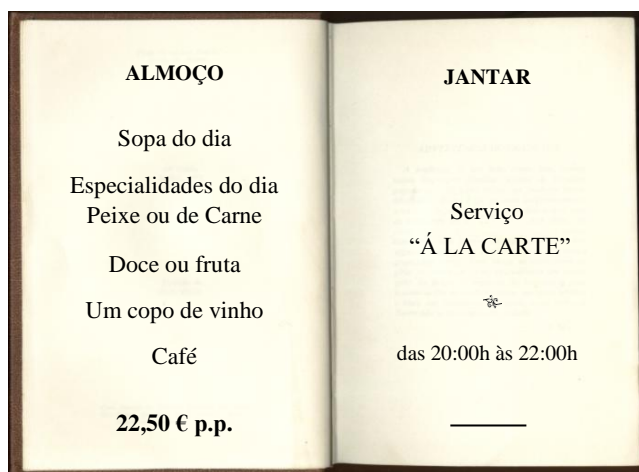 ALMOÇO
Sopa do dia
Especialidades do dia
Peixe ou de Carne
Doce ou fruta
Um copo de vinho
Café
22,50 € p.p.
JANTAR
Serviço
“Á LA CARTE”
das 20:00h às 22:00h